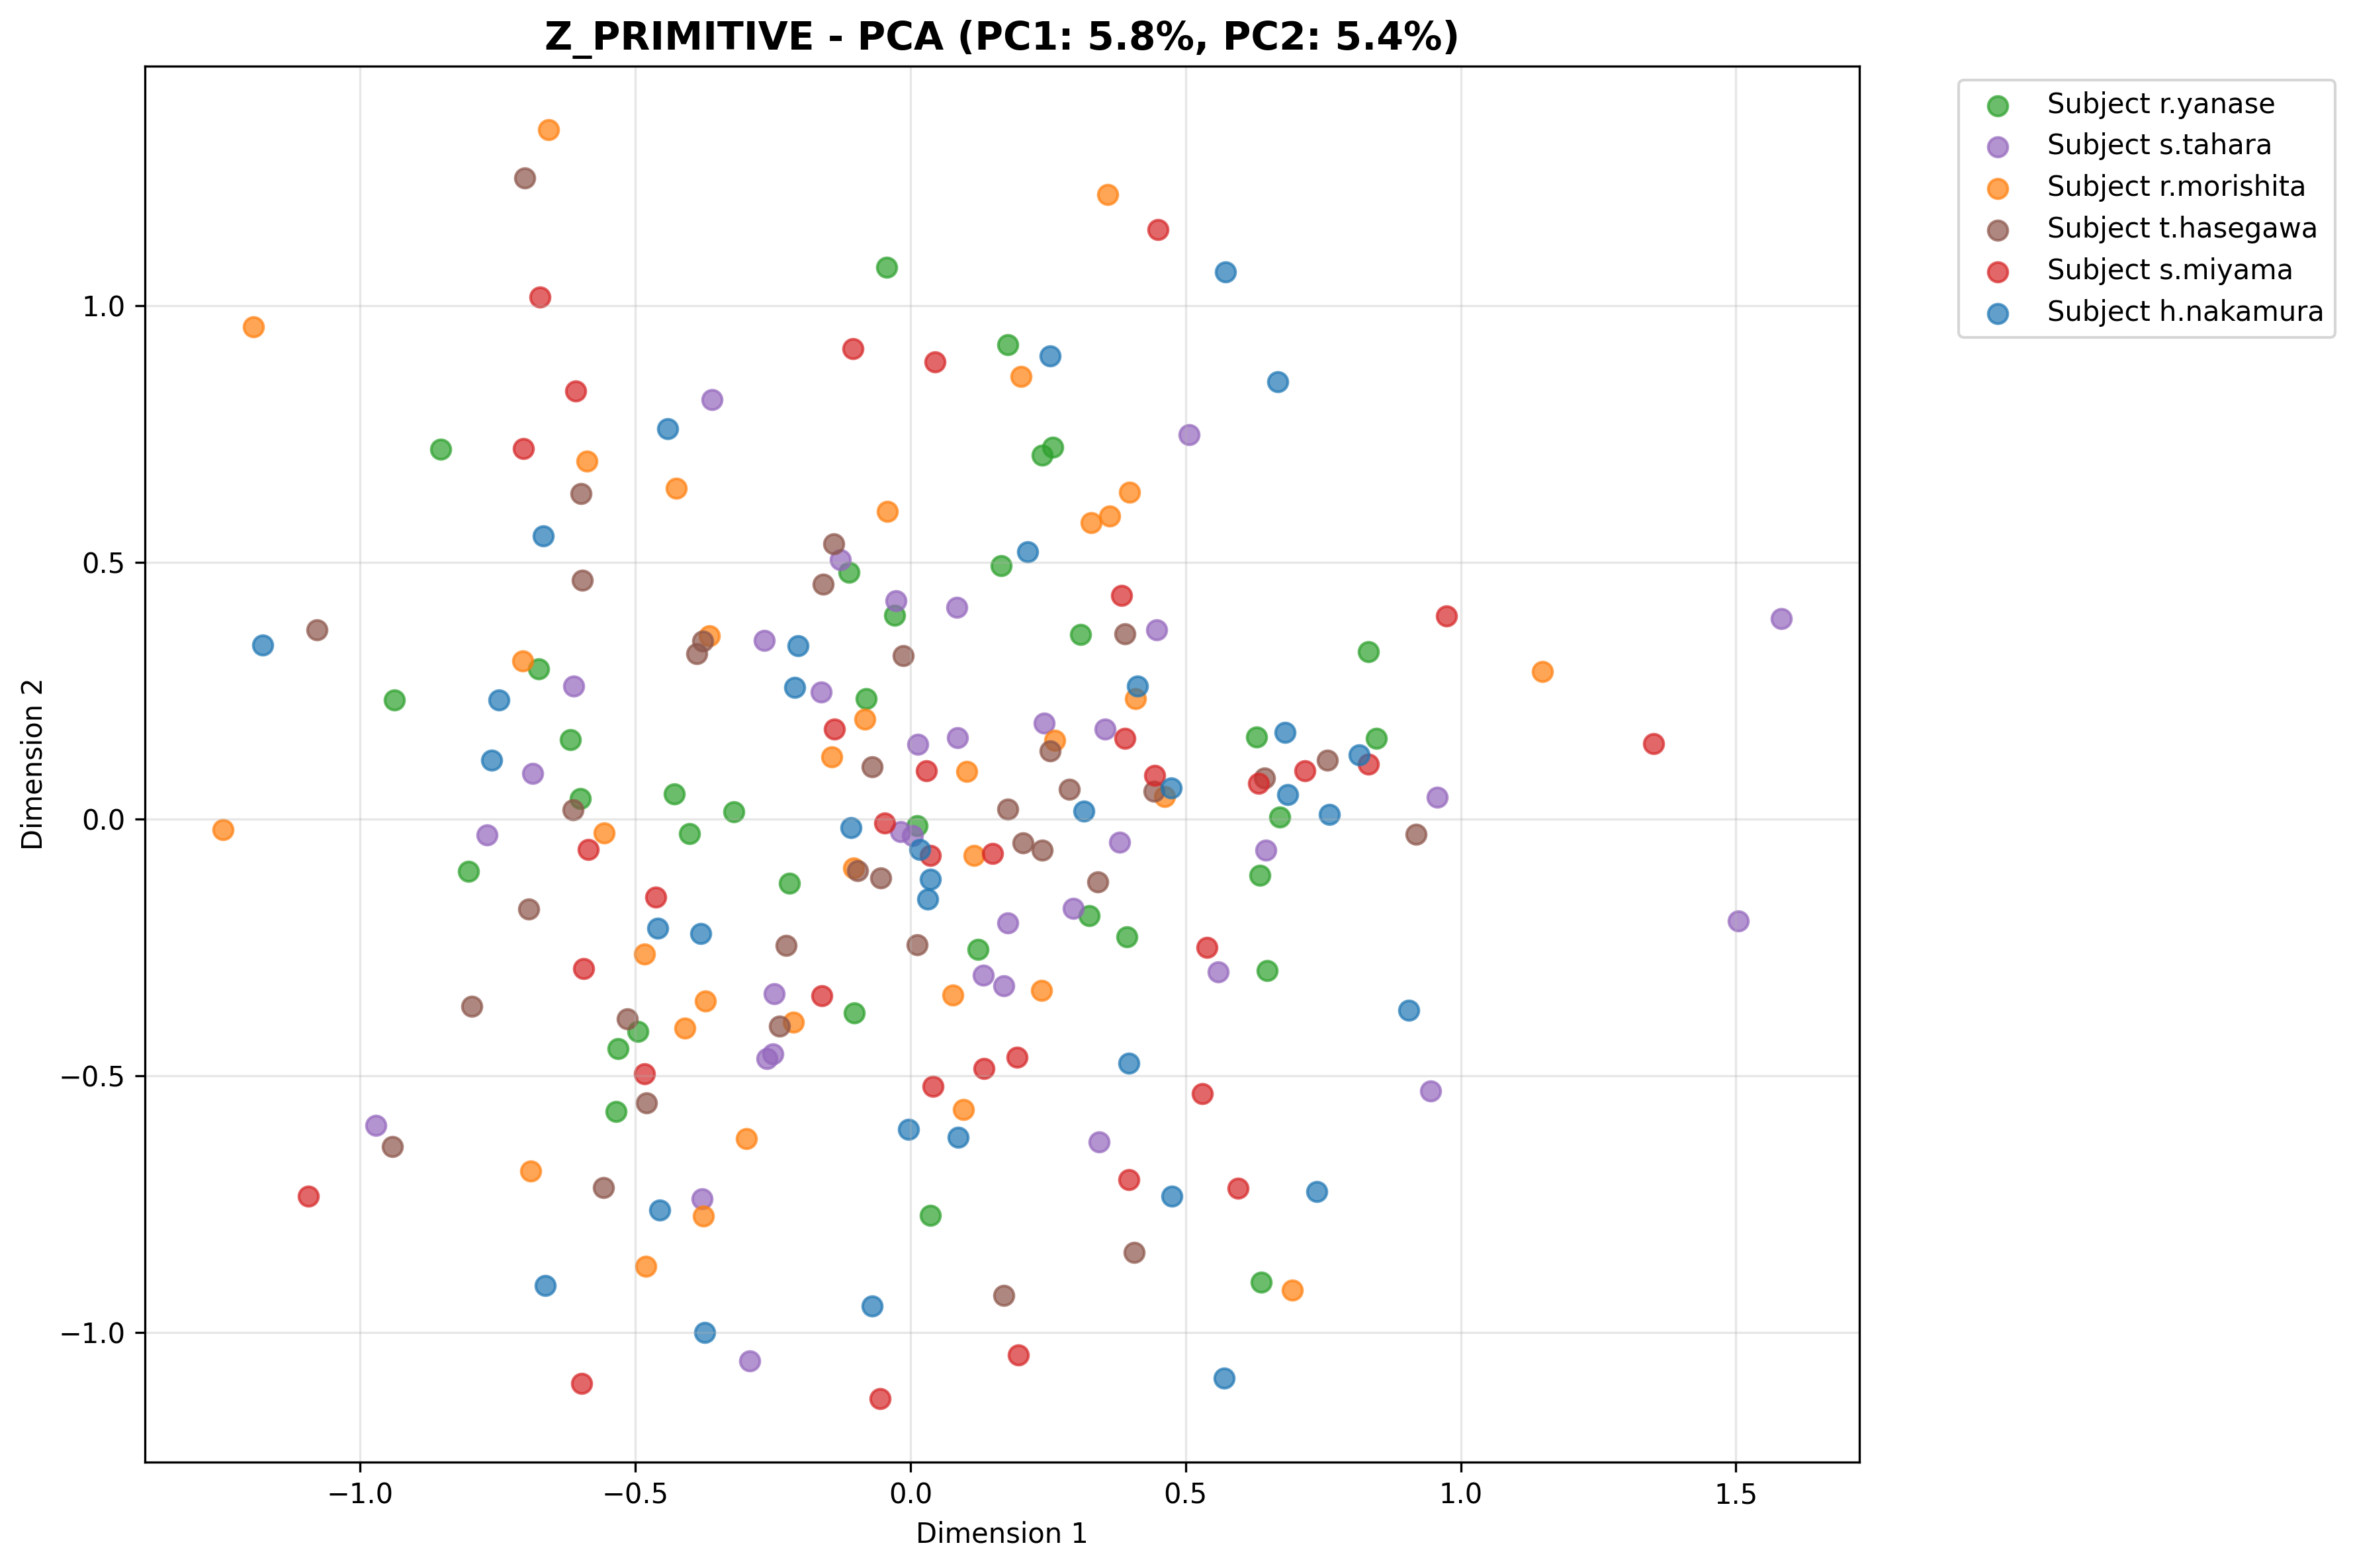 Z_PRIMITIVE - PCA (PC1: 5.8%, PC2: 5.4%)
Subject r.yanase
Subject s.tahara
Subject r.morishita
Subject t.hasegawa
Subject s.miyama
Subject h.nakamura
Dimension 2
1.0
0.5
0.0
−0.5
−1.0
−1.0 −0.5 0.0 0.5 1.0 1.5
Dimension 1